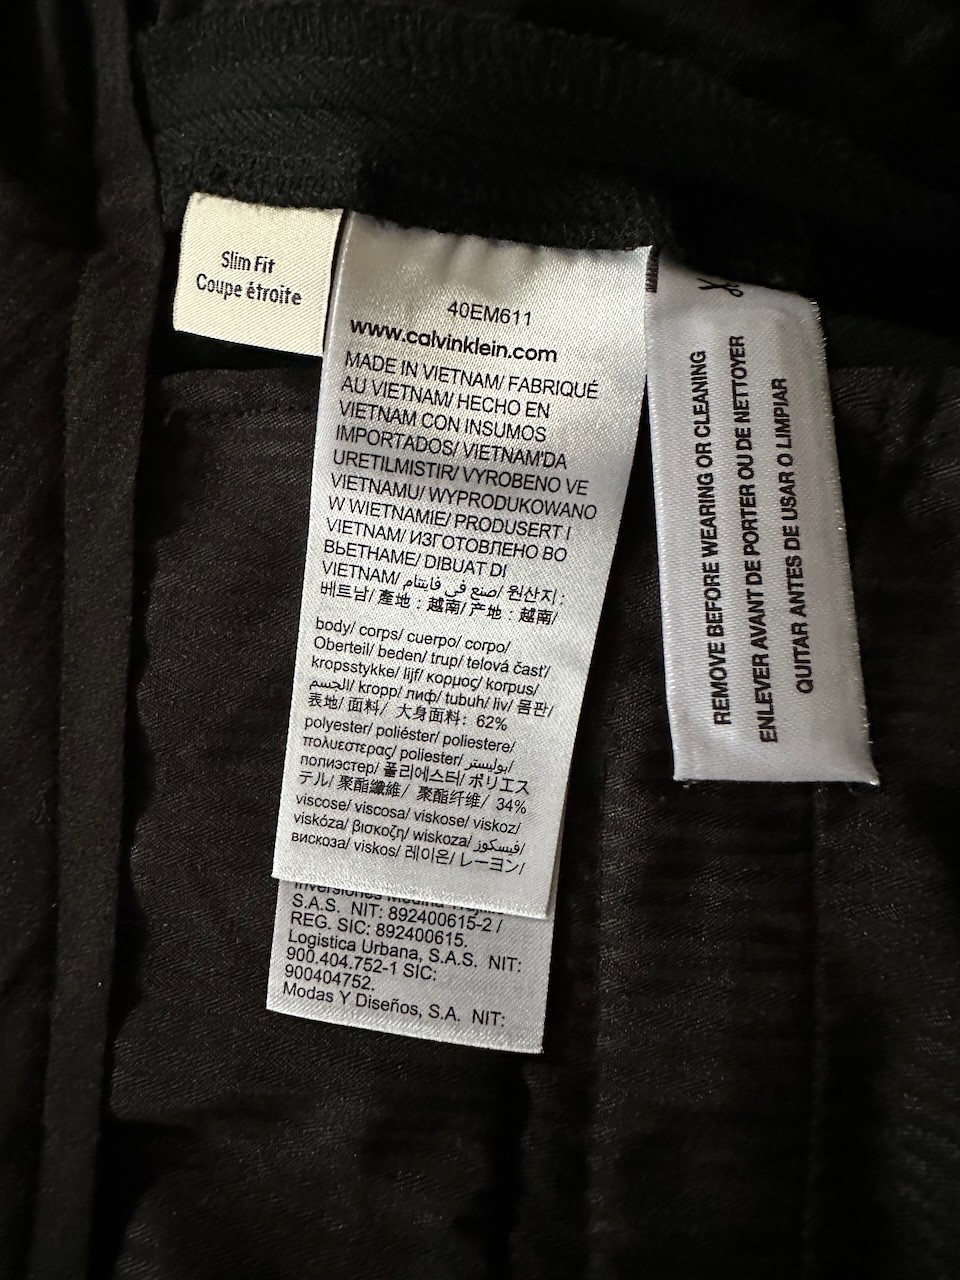 Slim Fit
Coupe étroite
40EM611
www.calvinklein.com
MADE IN VIETNAM/ FABRIQUÉ
AU VIETNAM/ HECHO EN
VIETNAM CON INSUMOS
IMPORTADOS/ VIETNAM'DA
URETILMISTIR/ VYROBENO VE
VIETNAMU/ WYPRODUKOWANO
W WIETNAMIE/ PRODUSERT I
VIETNAM/ ИЗГОТОВЛЕНО ВО
ВЬЕТНАМЕ/ DIBUAT DI
VIETNAM/ صنع في فايتنام/ 원산지 :
베트남/ 產地 : 越南/ 产地 : 越南/
body/ corps/ cuerpo/ corpo/
Oberteil/ beden/ trup/ telová časť/
kropsstykke/ lijf/ κορμος/ korpus/
الجسم/ kropp/ лиф/ tubuh/ liv/ 몸판/
表地/ 面料/ 大身面料: 62%
polyester/ poliéster/ poliestere/
πολυεστερας/ poliester/ بوليستر/
полиэстер/ 폴리에스터/ ポリエス
テル/ 聚酯纖維/ 聚酯纤维/ 34%
viscose/ viscosa/ viskose/ viskoz/
viskóza/ βισκοζη/ wiskoza/ فيسكوز/
вискоза/ viskos/ 레이온/ レーヨン/
Inversiones
S.A.S. NIT: 892400615-2 /
REG. SIC: 892400615.
Logistica Urbana, S.A.S. NIT:
900.404.752-1 SIC:
900404752.
Modas Y Diseños, S.A. NIT:
REMOVE BEFORE WEARING OR CLEANING
ENLEVER AVANT DE PORTER OU DE NETTOYER
QUITAR ANTES DE USAR O LIMPIAR